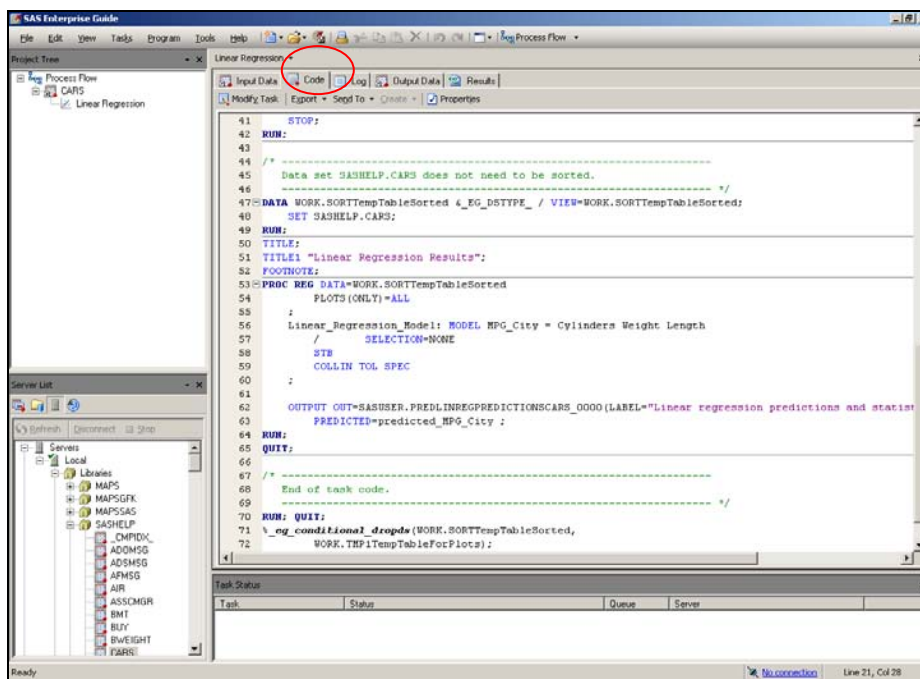 SAS Enterprise Guide
File Edit View Tasks Program Tools Help Process Flow
Project Tree
Process Flow
CARS
Linear Regression
Linear Regression
Input Data Code Log Output Data Results
Modify Task Export Send To Create Properties
41 STOP;
42 RUN;
43
44 /* -------------------------------------------------------------------
45 Data set SASHELP.CARS does not need to be sorted.
46 ------------------------------------------------------------------- */
47 DATA WORK.SORTTempTableSorted &_EG_DSTYPE_ / VIEW=WORK.SORTTempTableSorted;
48 SET SASHELP.CARS;
49 RUN;
50 TITLE;
51 TITLE1 "Linear Regression Results";
52 FOOTNOTE;
53 PROC REG DATA=WORK.SORTTempTableSorted
54 PLOTS(ONLY)=ALL
55 ;
56 Linear_Regression_Model: MODEL MPG_City = Cylinders Weight Length
57 / SELECTION=NONE
58 STB
59 COLLIN TOL SPEC
60 ;
61
62 OUTPUT OUT=SASUSER.PREDLINREGPREDICTIONSCARS_0000(LABEL="Linear regression predictions and statist
63 PREDICTED=predicted_MPG_City ;
64 RUN;
65 QUIT;
66
67 /* -------------------------------------------------------------------
68 End of task code.
69 ------------------------------------------------------------------- */
70 RUN; QUIT;
71 %_eg_conditional_dropds(WORK.SORTTempTableSorted,
72 WORK.TMP1TempTableForPlots);
Server List
Refresh Disconnect Stop
Servers
Local
Libraries
MAPS
MAPSGFK
MAPSSAS
SASHELP
_CMPIDX_
ADOMSG
ADSMSG
AFMSG
AIR
ASSCMGR
BMT
BUY
BWEIGHT
CARS
Task Status
Task Status Queue Server
Ready
No connection Line 21, Col 28